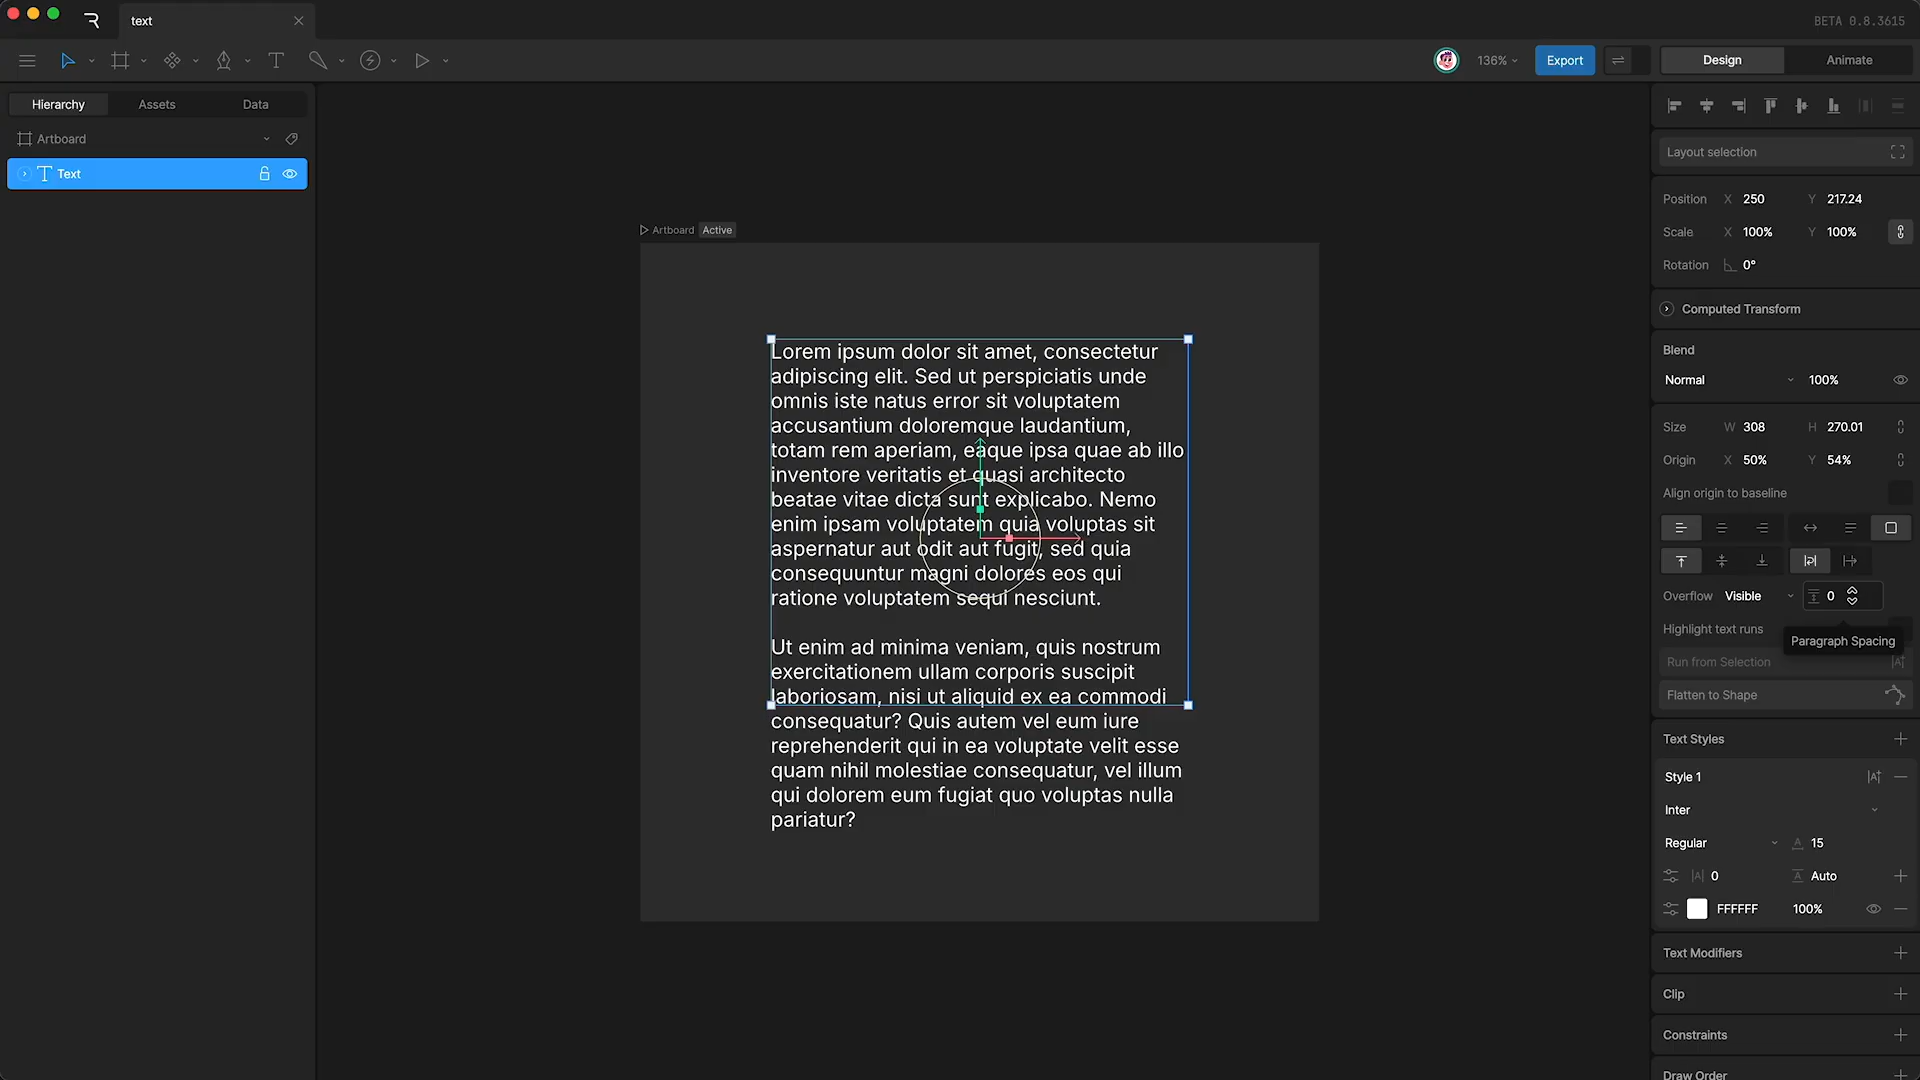 text
BETA 0.8.3615
136%
Export
Design
Animate
Hierarchy
Assets
Data
Artboard
Text
Artboard Active
Lorem ipsum dolor sit amet, consectetur
adipiscing elit. Sed ut perspiciatis unde
omnis iste natus error sit voluptatem
accusantium doloremque laudantium,
totam rem aperiam, eaque ipsa quae ab illo
inventore veritatis et quasi architecto
beatae vitae dicta sunt explicabo. Nemo
enim ipsam voluptatem quia voluptas sit
aspernatur aut odit aut fugit, sed quia
consequuntur magni dolores eos qui
ratione voluptatem sequi nesciunt.
Ut enim ad minima veniam, quis nostrum
exercitationem ullam corporis suscipit
laboriosam, nisi ut aliquid ex ea commodi
consequatur? Quis autem vel eum iure
reprehenderit qui in ea voluptate velit esse
quam nihil molestiae consequatur, vel illum
qui dolorem eum fugiat quo voluptas nulla
pariatur?
Layout selection
Position X 250 Y 217.24
Scale X 100% Y 100%
Rotation 0°
Computed Transform
Blend
Normal 100%
Size W 308 H 270.01
Origin X 50% Y 54%
Align origin to baseline
Overflow Visible 0
Highlight text runs
Paragraph Spacing
Run from Selection
Flatten to Shape
Text Styles
Style 1
Inter
Regular 15
0 Auto
FFFFFF 100%
Text Modifiers
Clip
Constraints
Draw Order